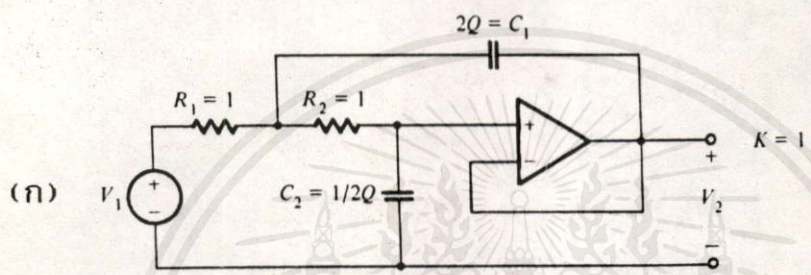 2Q = C₁
R₁ = 1
R₂ = 1
+
−
K = 1
+
(ก)
V₁
+
−
C₂ = 1/2Q
V₂
−